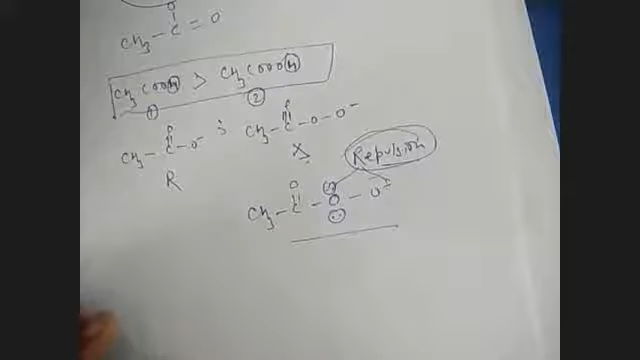 O
CH3 - C = O
CH3COOH > CH3COOOH
1 2
O O
|| ||
CH3 - C - O⁻ ; CH3 - C - O - O⁻
R X
Repulsion
O
||
CH3 - C - O - O⁻